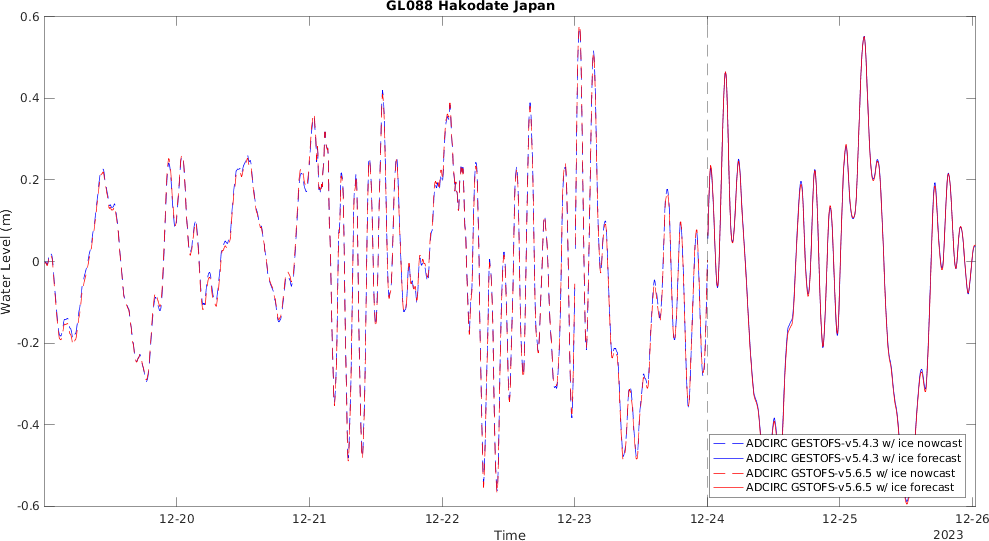 GL088 Hakodate Japan
Water Level (m)
0.6
0.4
0.2
0
-0.2
-0.4
-0.6
ADCIRC GESTOFS-v5.4.3 w/ ice nowcast
ADCIRC GESTOFS-v5.4.3 w/ ice forecast
ADCIRC GSTOFS-v5.6.5 w/ ice nowcast
ADCIRC GSTOFS-v5.6.5 w/ ice forecast
12-20 12-21 12-22 12-23 12-24 12-25 12-26
Time
2023